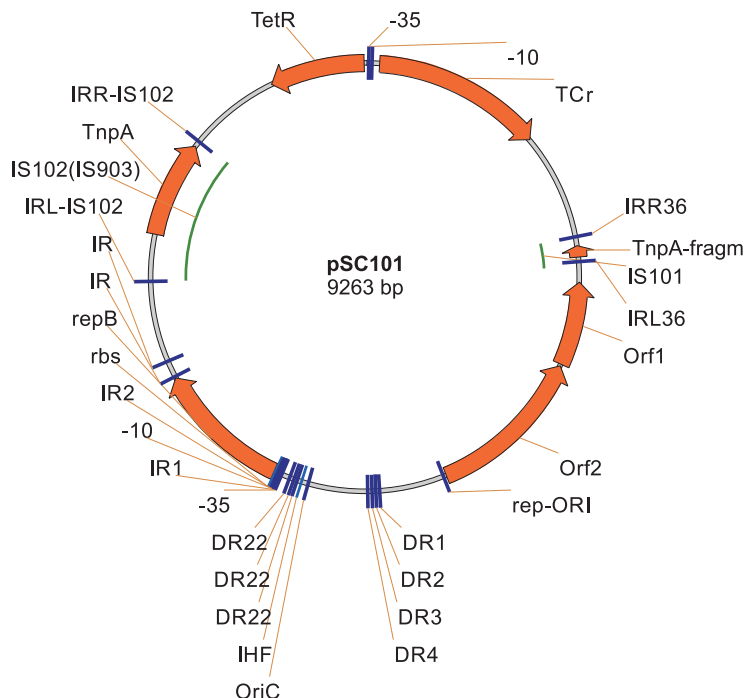 TetR
-35
-10
TCr
IRR-IS102
TnpA
IS102(IS903)
IRL-IS102
IR
IR
repB
rbs
IR2
-10
IR1
-35
pSC101
9263 bp
IRR36
TnpA-fragm
IS101
IRL36
Orf1
Orf2
rep-ORI
DR22
DR22
DR22
IHF
OriC
DR1
DR2
DR3
DR4